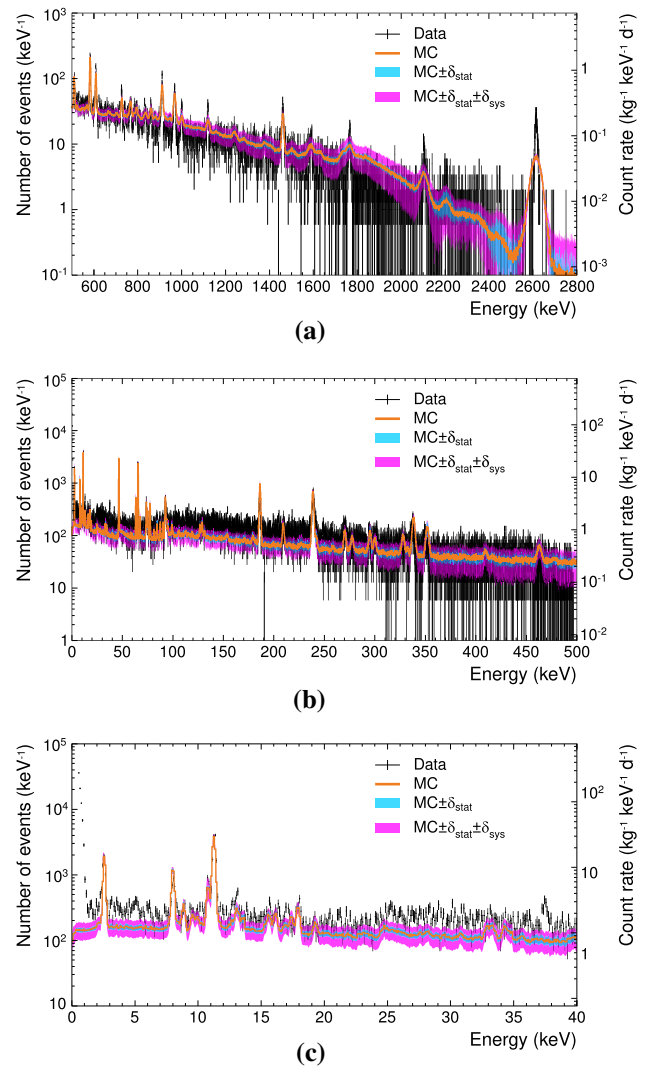 Number of events (keV⁻¹)
10³
10²
10
1
10⁻¹
Data
MC
MC±δstat
MC±δstat±δsys
1
10⁻¹
10⁻²
10⁻³
Count rate (kg⁻¹ keV⁻¹ d⁻¹)
600 800 1000 1200 1400 1600 1800 2000 2200 2400 2600 2800
Energy (keV)
(a)
Number of events (keV⁻¹)
10⁵
10⁴
10³
10²
10
1
Data
MC
MC±δstat
MC±δstat±δsys
10²
10
1
10⁻¹
10⁻²
Count rate (kg⁻¹ keV⁻¹ d⁻¹)
0 50 100 150 200 250 300 350 400 450 500
Energy (keV)
(b)
Number of events (keV⁻¹)
10⁵
10⁴
10³
10²
10
Data
MC
MC±δstat
MC±δstat±δsys
10²
10
1
Count rate (kg⁻¹ keV⁻¹ d⁻¹)
0 5 10 15 20 25 30 35 40
Energy (keV)
(c)